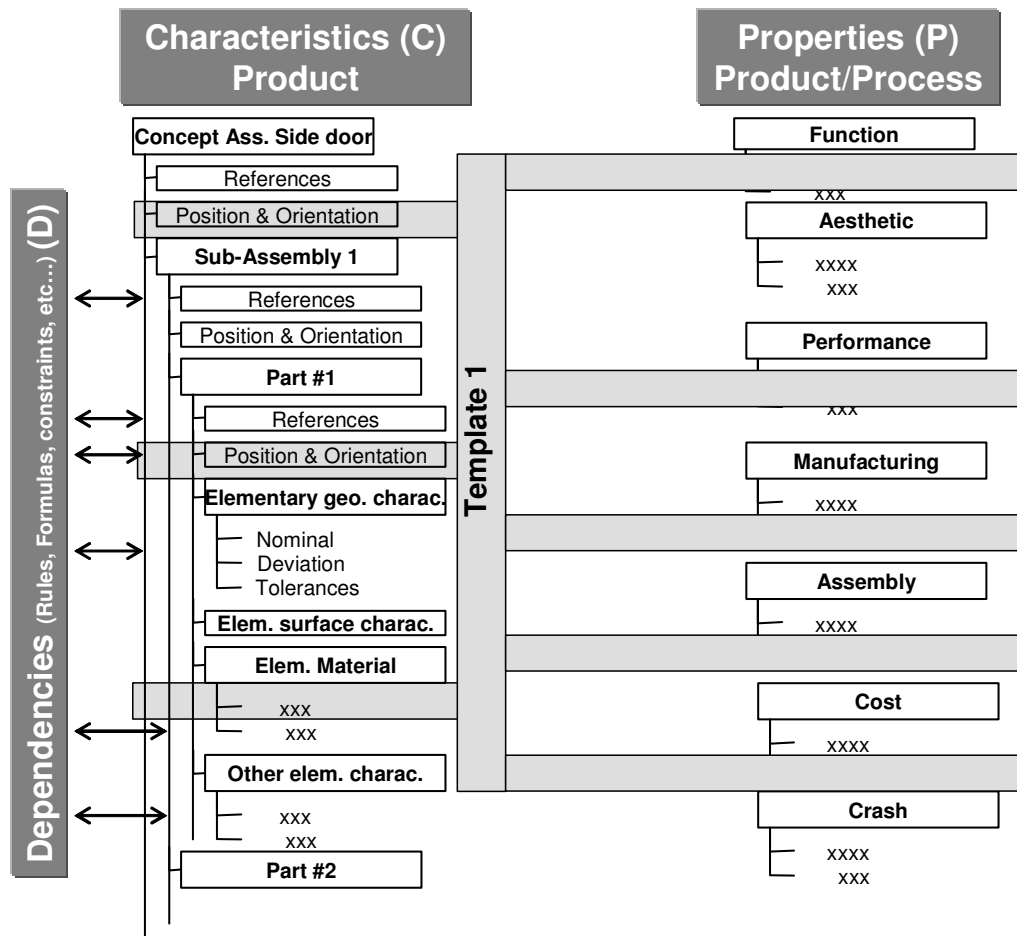 Characteristics (C)
Product
Concept Ass. Side door
References
Position & Orientation
Sub-Assembly 1
References
Position & Orientation
Part #1
References
Position & Orientation
Elementary geo. charac.
Nominal
Deviation
Tolerances
Elem. surface charac.
Elem. Material
xxx
xxx
Other elem. charac.
xxx
xxx
Part #2
Dependencies (Rules, Formulas, constraints, etc...) (D)
Template 1
Properties (P)
Product/Process
Function
xxx
Aesthetic
xxxx
xxx
Performance
xxx
Manufacturing
xxxx
Assembly
xxxx
Cost
xxxx
Crash
xxxx
xxx